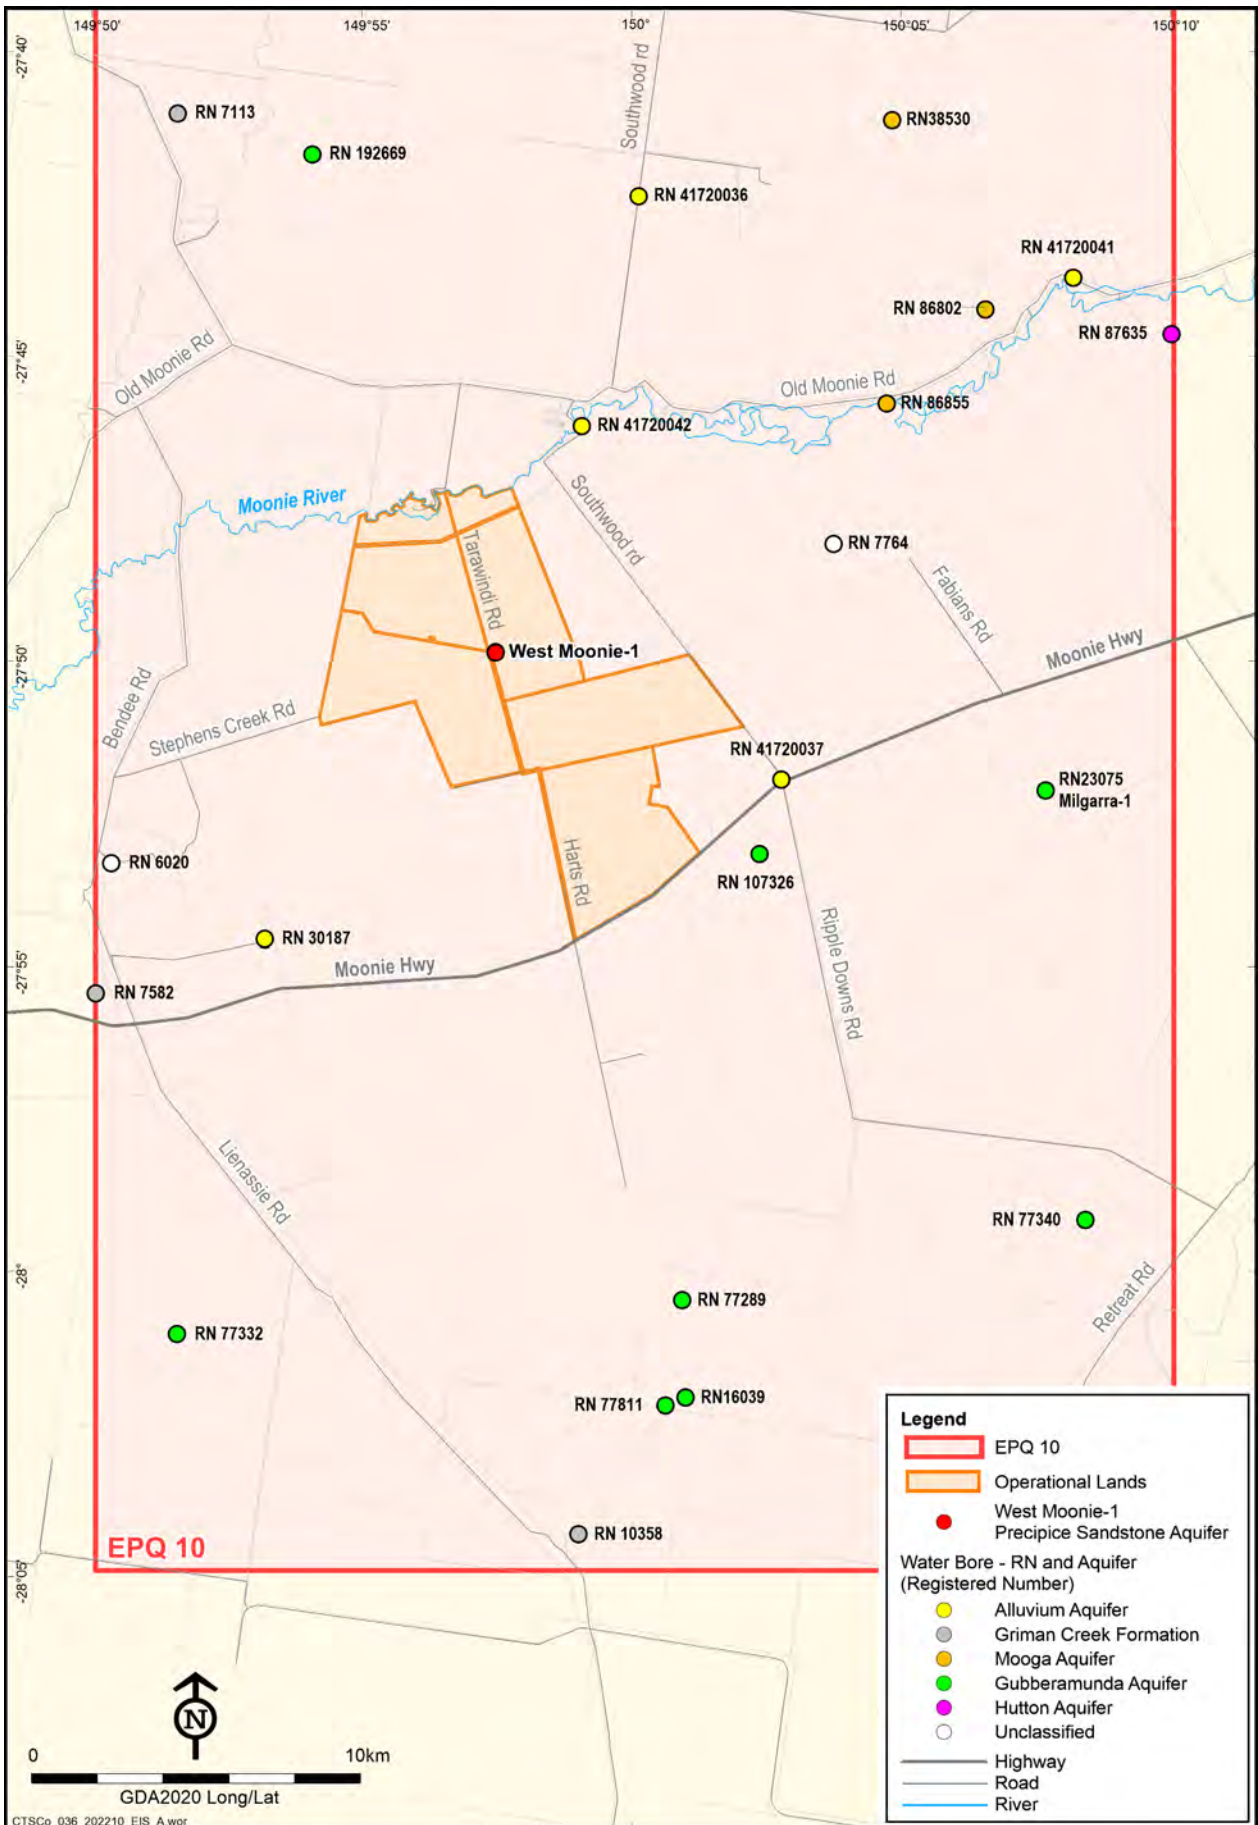 149°50'
149°55'
150°
150°05'
150°10'
-27°40'
-27°45'
-27°50'
-27°55'
-28°
-28°05'
Southwood rd
RN 7113
RN38530
RN 192669
RN 41720036
RN 41720041
RN 86802
RN 87635
Old Moonie Rd
Old Moonie Rd
RN 86855
RN 41720042
Moonie River
Southwood rd
Tarawindi Rd
RN 7764
Fabians Rd
West Moonie-1
Moonie Hwy
Bendee Rd
Stephens Creek Rd
RN 41720037
RN23075
Milgarra-1
RN 6020
Harts Rd
RN 107326
RN 30187
Ripple Downs Rd
Moonie Hwy
RN 7582
Lienassie Rd
RN 77340
Retreat Rd
RN 77289
RN 77332
RN16039
RN 77811
RN 10358
EPQ 10
Legend
EPQ 10
Operational Lands
West Moonie-1
Precipice Sandstone Aquifer
Water Bore - RN and Aquifer
(Registered Number)
Alluvium Aquifer
Griman Creek Formation
Mooga Aquifer
Gubberamunda Aquifer
Hutton Aquifer
Unclassified
Highway
Road
River
N
0 10km
GDA2020 Long/Lat
CTSCo_036_202210_EIS_A.wor